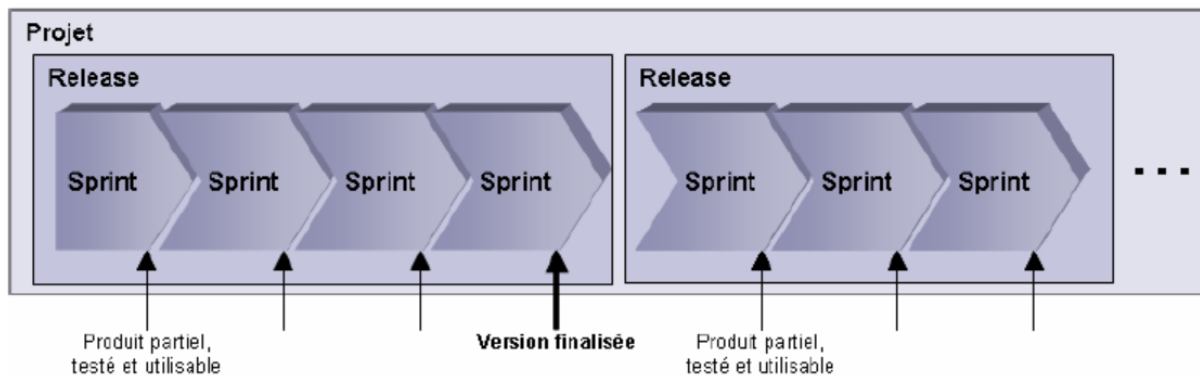 Projet
Release
Release
Sprint
Sprint
Sprint
Sprint
Sprint
Sprint
Sprint
...
Produit partiel,
testé et utilisable
Version finalisée
Produit partiel,
testé et utilisable